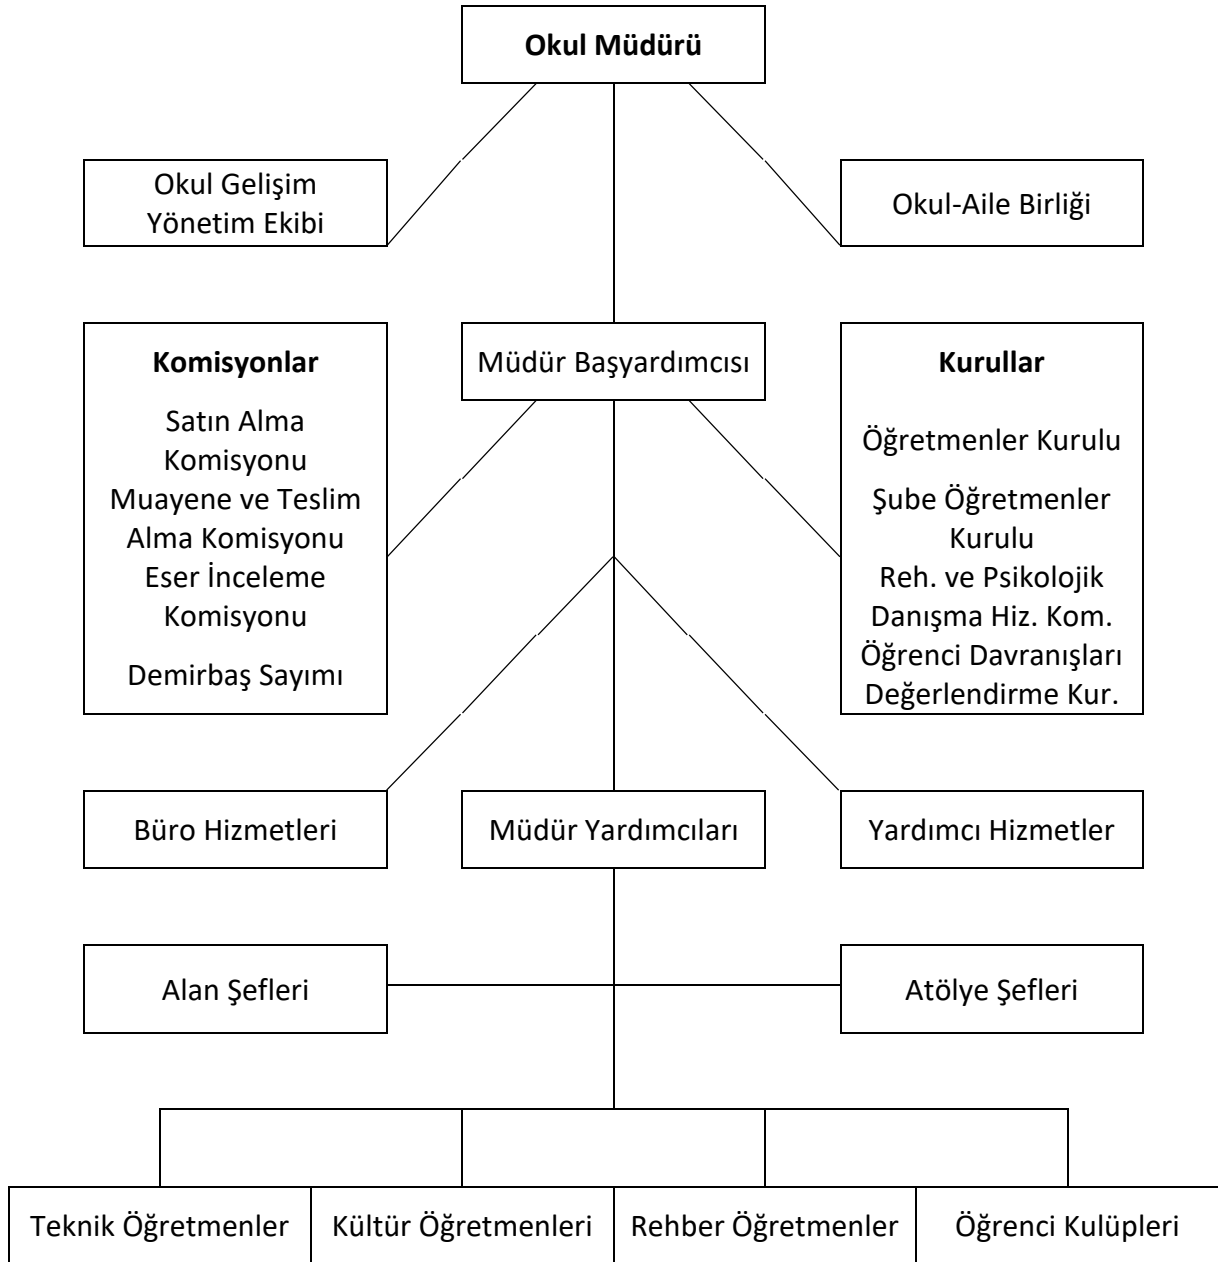 Okul Müdürü
Okul Gelişim
Yönetim Ekibi
Okul-Aile Birliği
Komisyonlar
Satın Alma
Komisyonu
Muayene ve Teslim
Alma Komisyonu
Eser İnceleme
Komisyonu
Demirbaş Sayımı
Müdür Başyardımcısı
Kurullar
Öğretmenler Kurulu
Şube Öğretmenler
Kurulu
Reh. ve Psikolojik
Danışma Hiz. Kom.
Öğrenci Davranışları
Değerlendirme Kur.
Büro Hizmetleri
Müdür Yardımcıları
Yardımcı Hizmetler
Alan Şefleri
Atölye Şefleri
Teknik Öğretmenler
Kültür Öğretmenleri
Rehber Öğretmenler
Öğrenci Kulüpleri